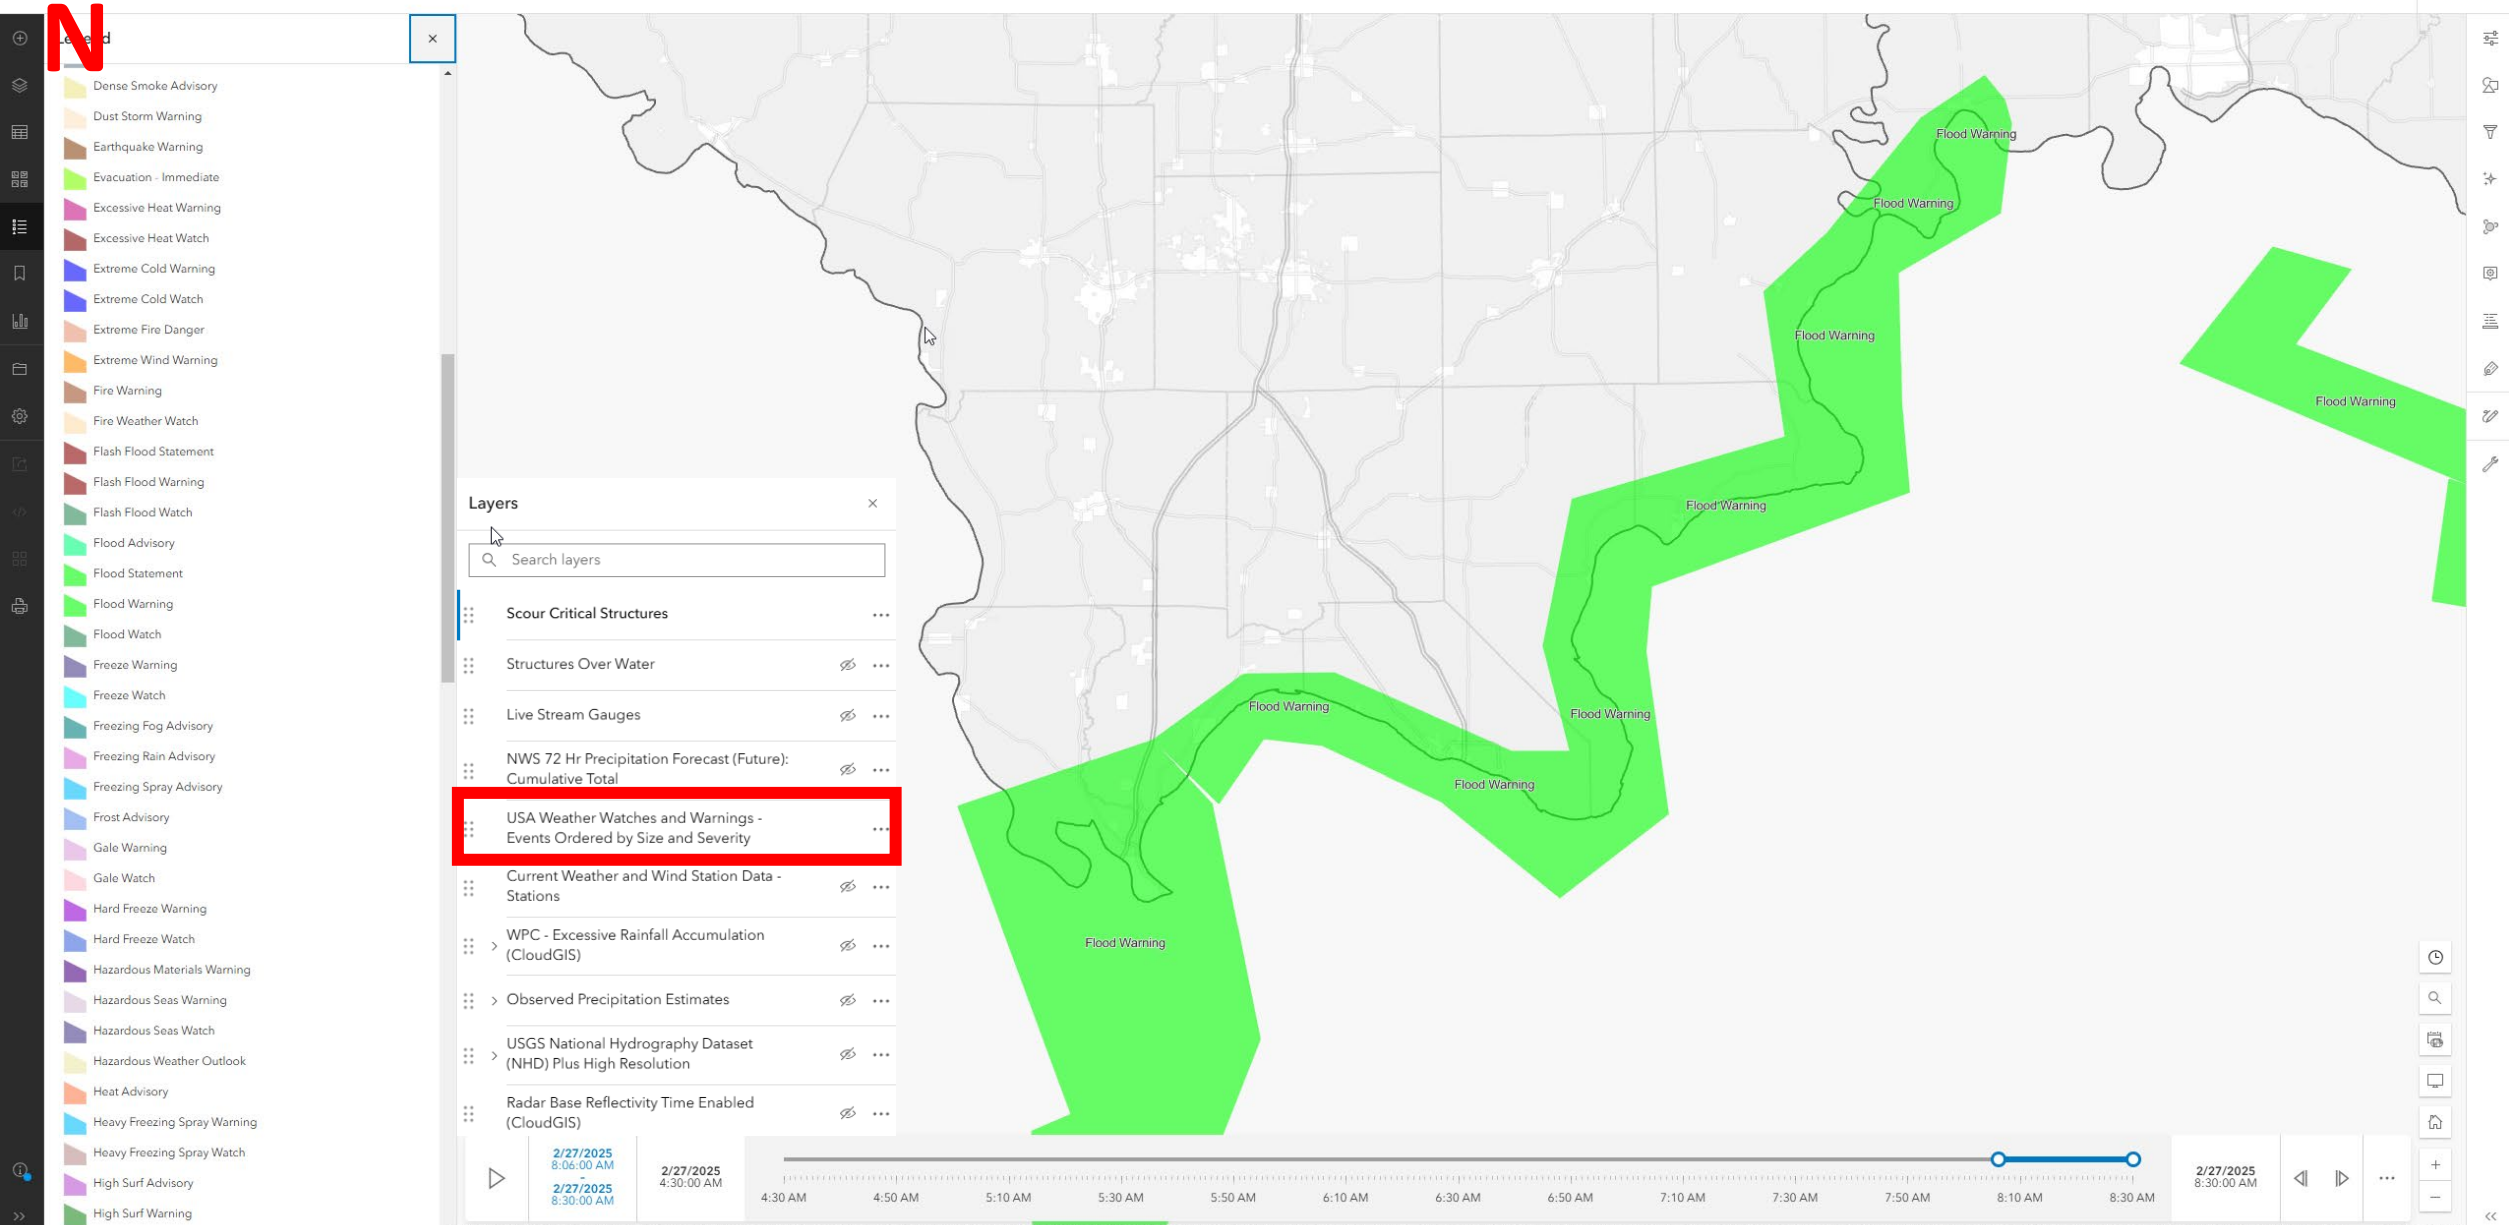 N
Legend
Dense Smoke Advisory
Dust Storm Warning
Earthquake Warning
Evacuation - Immediate
Excessive Heat Warning
Excessive Heat Watch
Extreme Cold Warning
Extreme Cold Watch
Extreme Fire Danger
Extreme Wind Warning
Fire Warning
Fire Weather Watch
Flash Flood Statement
Flash Flood Warning
Flash Flood Watch
Flood Advisory
Flood Statement
Flood Warning
Flood Watch
Freeze Warning
Freeze Watch
Freezing Fog Advisory
Freezing Rain Advisory
Freezing Spray Advisory
Frost Advisory
Gale Warning
Gale Watch
Hard Freeze Warning
Hard Freeze Watch
Hazardous Materials Warning
Hazardous Seas Warning
Hazardous Seas Watch
Hazardous Weather Outlook
Heat Advisory
Heavy Freezing Spray Warning
Heavy Freezing Spray Watch
High Surf Advisory
High Surf Warning
Layers
Search layers
Scour Critical Structures
Structures Over Water
Live Stream Gauges
NWS 72 Hr Precipitation Forecast (Future):
Cumulative Total
USA Weather Watches and Warnings -
Events Ordered by Size and Severity
Current Weather and Wind Station Data -
Stations
WPC - Excessive Rainfall Accumulation
(CloudGIS)
Observed Precipitation Estimates
USGS National Hydrography Dataset
(NHD) Plus High Resolution
Radar Base Reflectivity Time Enabled
(CloudGIS)
Flood Warning
Flood Warning
Flood Warning
Flood Warning
Flood Warning
Flood Warning
Flood Warning
Flood Warning
Flood Warning
2/27/2025
8:06:00 AM
-
2/27/2025
8:30:00 AM
2/27/2025
4:30:00 AM
4:30 AM 4:50 AM 5:10 AM 5:30 AM 5:50 AM 6:10 AM 6:30 AM 6:50 AM 7:10 AM 7:30 AM 7:50 AM 8:10 AM 8:30 AM
2/27/2025
8:30:00 AM